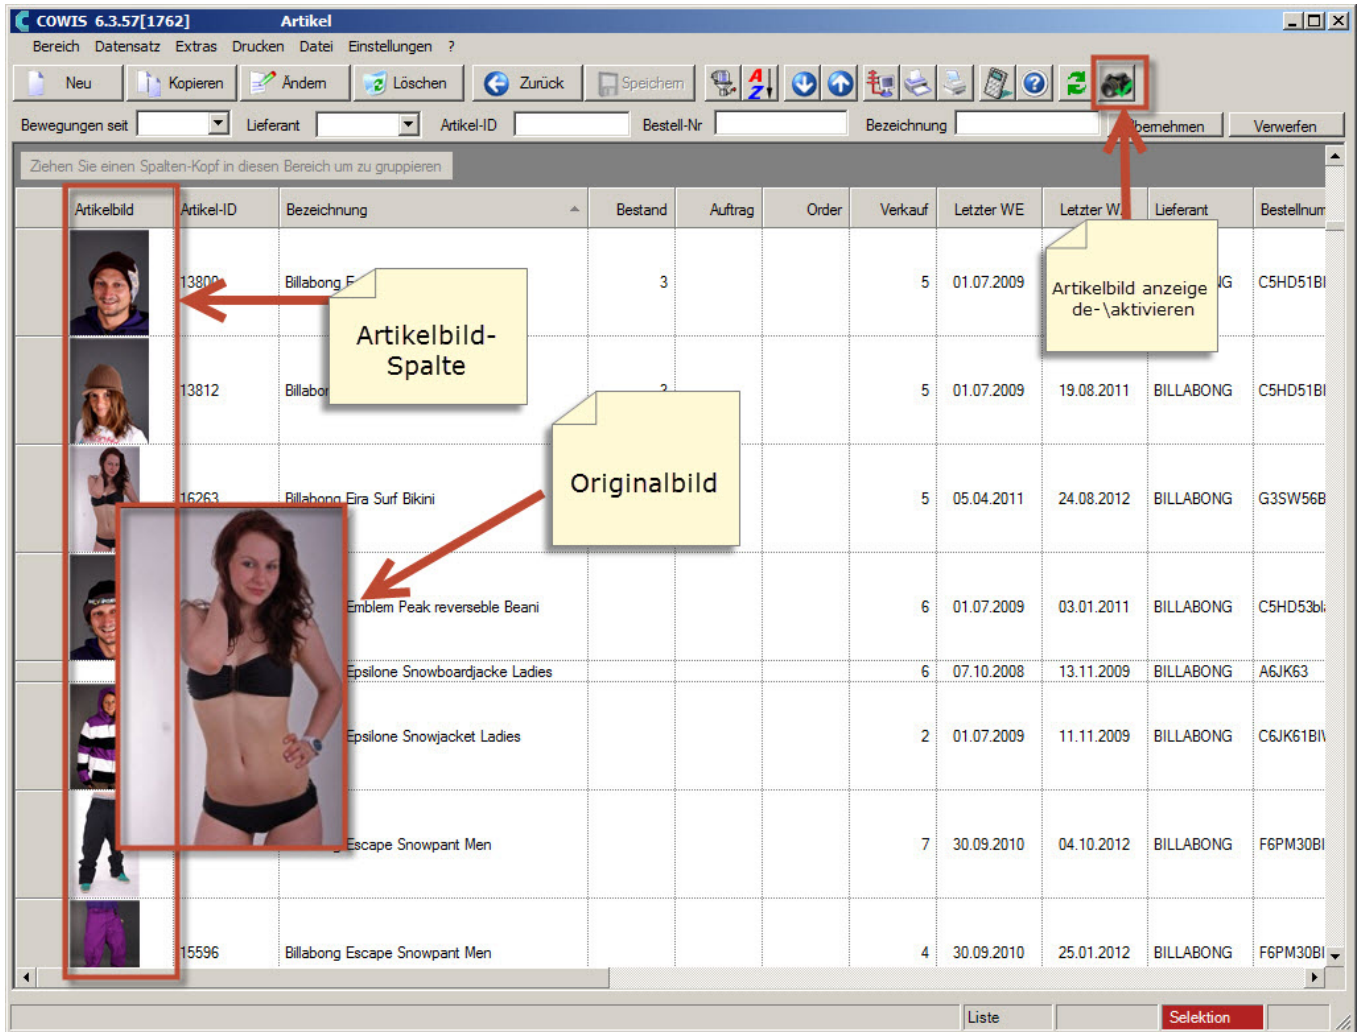 COWIS 6.3.57[1762] Artikel
Bereich Datensatz Extras Drucken Datei Einstellungen ?
Neu Kopieren Ändern Löschen Zurück Speichern
Bewegungen seit Lieferant Artikel-ID Bestell-Nr Bezeichnung Verwerfen
Ziehen Sie einen Spalten-Kopf in diesen Bereich um zu gruppieren
Artikelbild Artikel-ID Bezeichnung Bestand Auftrag Order Verkauf Letzter WE Letzter Lieferant
Billabong 3 5 01.07.2009 C5HD51BI
Artikelbild-
Spalte
Artikelbild anzeige
de-\aktivieren
13812 5 01.07.2009 19.08.2011 BILLABONG C5HD51BI
Originalbild
16263 Billabong Eira Surf Bikini 5 05.04.2011 24.08.2012 BILLABONG G3SW56B
Emblem Peak reverseble Beani 6 01.07.2009 03.01.2011 BILLABONG
Epsilone Snowboardjacke Ladies 6 07.10.2008 13.11.2009 BILLABONG A6JK63
Epsilone Snowjacket Ladies 2 01.07.2009 11.11.2009 BILLABONG
Escape Snowpant Men 7 30.09.2010 04.10.2012 BILLABONG F6PM30BI
15596 Billabong Escape Snowpant Men 4 30.09.2010 25.01.2012 BILLABONG F6PM30BI
Liste Selektion